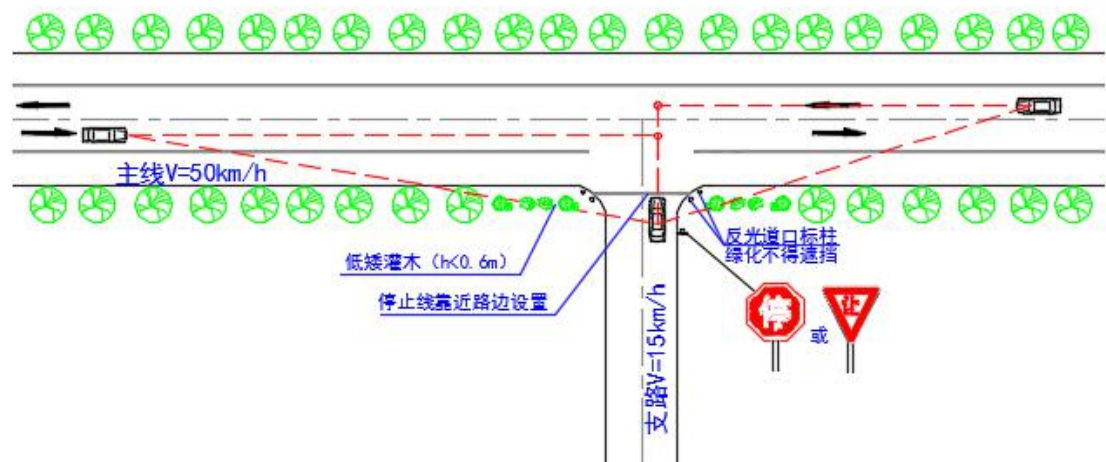 主线V=50km/h
低矮灌木（h<0.6m）
停止线靠近路边设置
反光道口标柱
绿化不得遮挡
支路V=15km/h
停
或
让